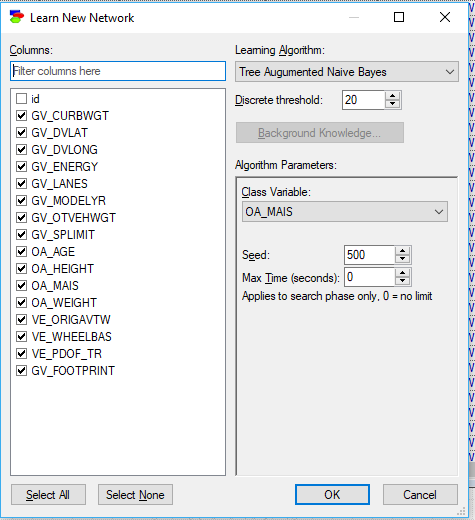 Learn New Network
Columns:
Filter columns here
id
GV_CURBWGT
GV_DVLAT
GV_DVLONG
GV_ENERGY
GV_LANES
GV_MODELYR
GV_OTVEHWGT
GV_SPLIMIT
OA_AGE
OA_HEIGHT
OA_MAIS
OA_WEIGHT
VE_ORIGAVTW
VE_WHEELBAS
VE_PDOF_TR
GV_FOOTPRINT
Select All
Select None
Learning Algorithm:
Tree Augumented Naive Bayes
Discrete threshold:
20
Background Knowledge...
Algorithm Parameters:
Class Variable:
OA_MAIS
Seed:
500
Max Time (seconds):
0
Applies to search phase only, 0 = no limit
OK
Cancel